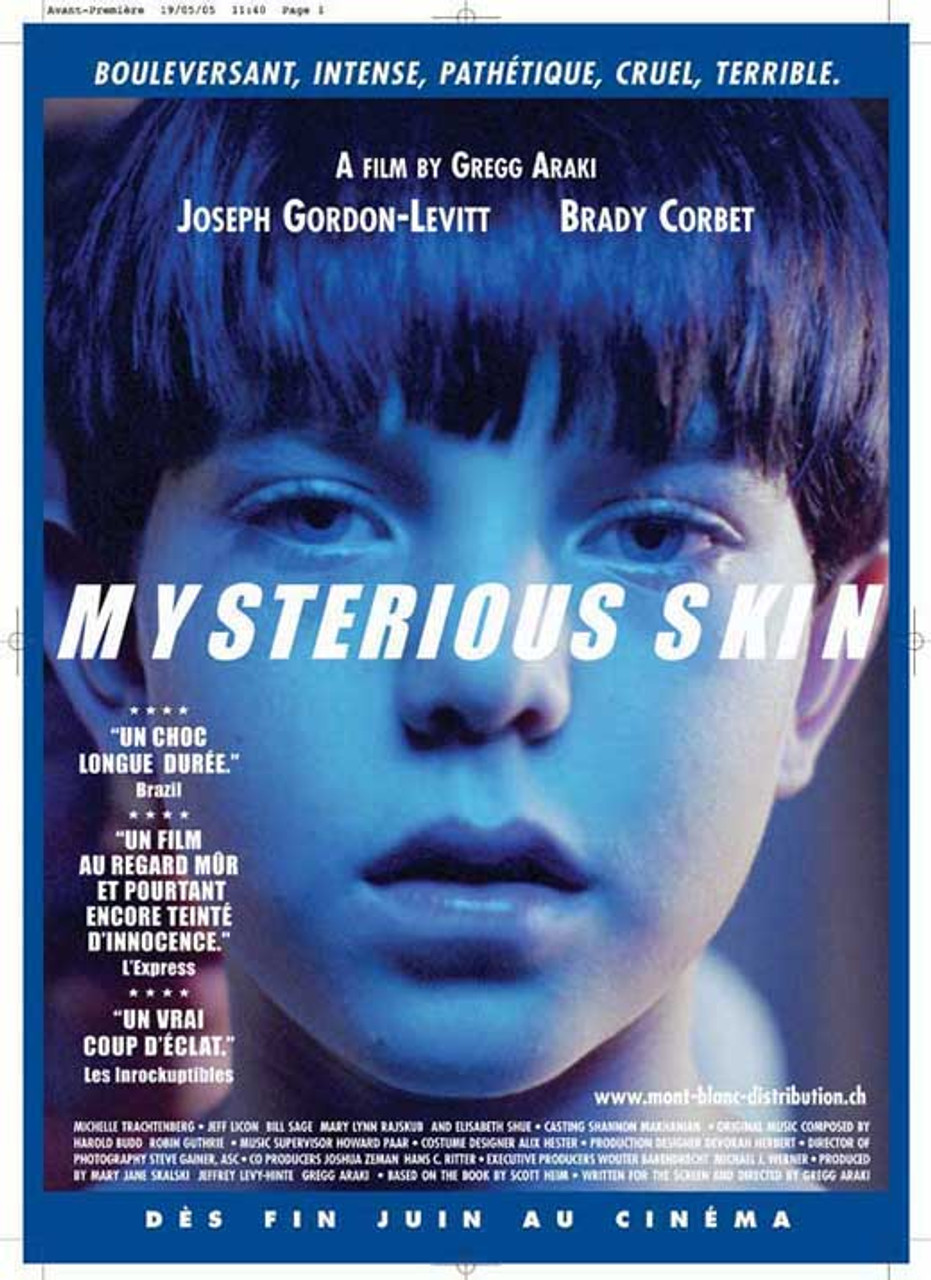 Avant-Première 19/05/05 11:40 Page 1
BOULEVERSANT, INTENSE, PATHÉTIQUE, CRUEL, TERRIBLE.
A FILM BY GREGG ARAKI
JOSEPH GORDON-LEVITT BRADY CORBET
MYSTERIOUS SKIN
★★★★
“UN CHOC
LONGUE DURÉE.”
Brazil
★★★★
“UN FILM
AU REGARD MÛR
ET POURTANT
ENCORE TEINTÉ
D'INNOCENCE.”
L'Express
★★★★
“UN VRAI
COUP D'ÉCLAT.”
Les Inrockuptibles
www.mont-blanc-distribution.ch
MICHELLE TRACHTENBERG • JEFF LICON BILL SAGE MARY LYNN RAJSKUB AND ELISABETH SHUE • CASTING SHANNON MAKHANIAN • ORIGINAL MUSIC COMPOSED BY
HAROLD BUDD ROBIN GUTHRIE • MUSIC SUPERVISOR HOWARD PAAR • COSTUME DESIGNER ALIX HESTER • PRODUCTION DESIGNER DEVORAH HERBERT • DIRECTOR OF
PHOTOGRAPHY STEVE GAINER, ASC • CO PRODUCERS JOSHUA ZEMAN HANS C. RITTER • EXECUTIVE PRODUCERS WOUTER BARENDRECHT MICHAEL J. WERNER • PRODUCED
BY MARY JANE SKALSKI JEFFREY LEVY-HINTE GREGG ARAKI • BASED ON THE BOOK BY SCOTT HEIM • WRITTEN FOR THE SCREEN AND DIRECTED BY GREGG ARAKI
DÈS FIN JUIN AU CINÉMA